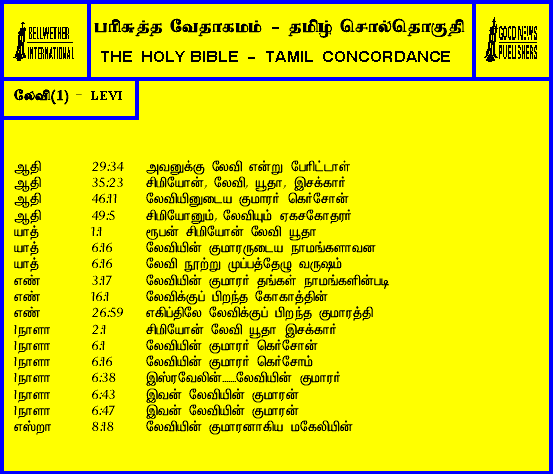 BELLWETHER
INTERNATIONAL
பரிசுத்த வேதாகமம் - தமிழ் சொல்தொகுதி
THE HOLY BIBLE - TAMIL CONCORDANCE
GOOD NEWS
PUBLISHERS
லேவி(1) - LEVI
ஆதி 29:34 அவனுக்கு லேவி என்று பேரிட்டாள்
ஆதி 35:23 சிமியோன், லேவி, யூதா, இசக்கார்
ஆதி 46:11 லேவியினுடைய குமாரர் கெர்சோன்
ஆதி 49:5 சிமியோனும், லேவியும் ஏகசகோதரர்
யாத் 1:1 ரூபன் சிமியோன் லேவி யூதா
யாத் 6:16 லேவியின் குமாரருடைய நாமங்களாவன
யாத் 6:16 லேவி நூற்று முப்பத்தேழு வருஷம்
எண் 3:17 லேவியின் குமாரர் தங்கள் நாமங்களின்படி
எண் 16:1 லேவிக்குப் பிறந்த கோகாத்தின்
எண் 26:59 எகிப்திலே லேவிக்குப் பிறந்த குமாரத்தி
1நாளா 2:1 சிமியோன் லேவி யூதா இசக்கார்
1நாளா 6:1 லேவியின் குமாரர் கெர்சோன்
1நாளா 6:16 லேவியின் குமாரர் கெர்சோம்
1நாளா 6:38 இஸ்ரவேலின்......லேவியின் குமாரர்
1நாளா 6:43 இவன் லேவியின் குமாரன்
1நாளா 6:47 இவன் லேவியின் குமாரன்
எஸ்றா 8:18 லேவியின் குமாரனாகிய மகேலியின்